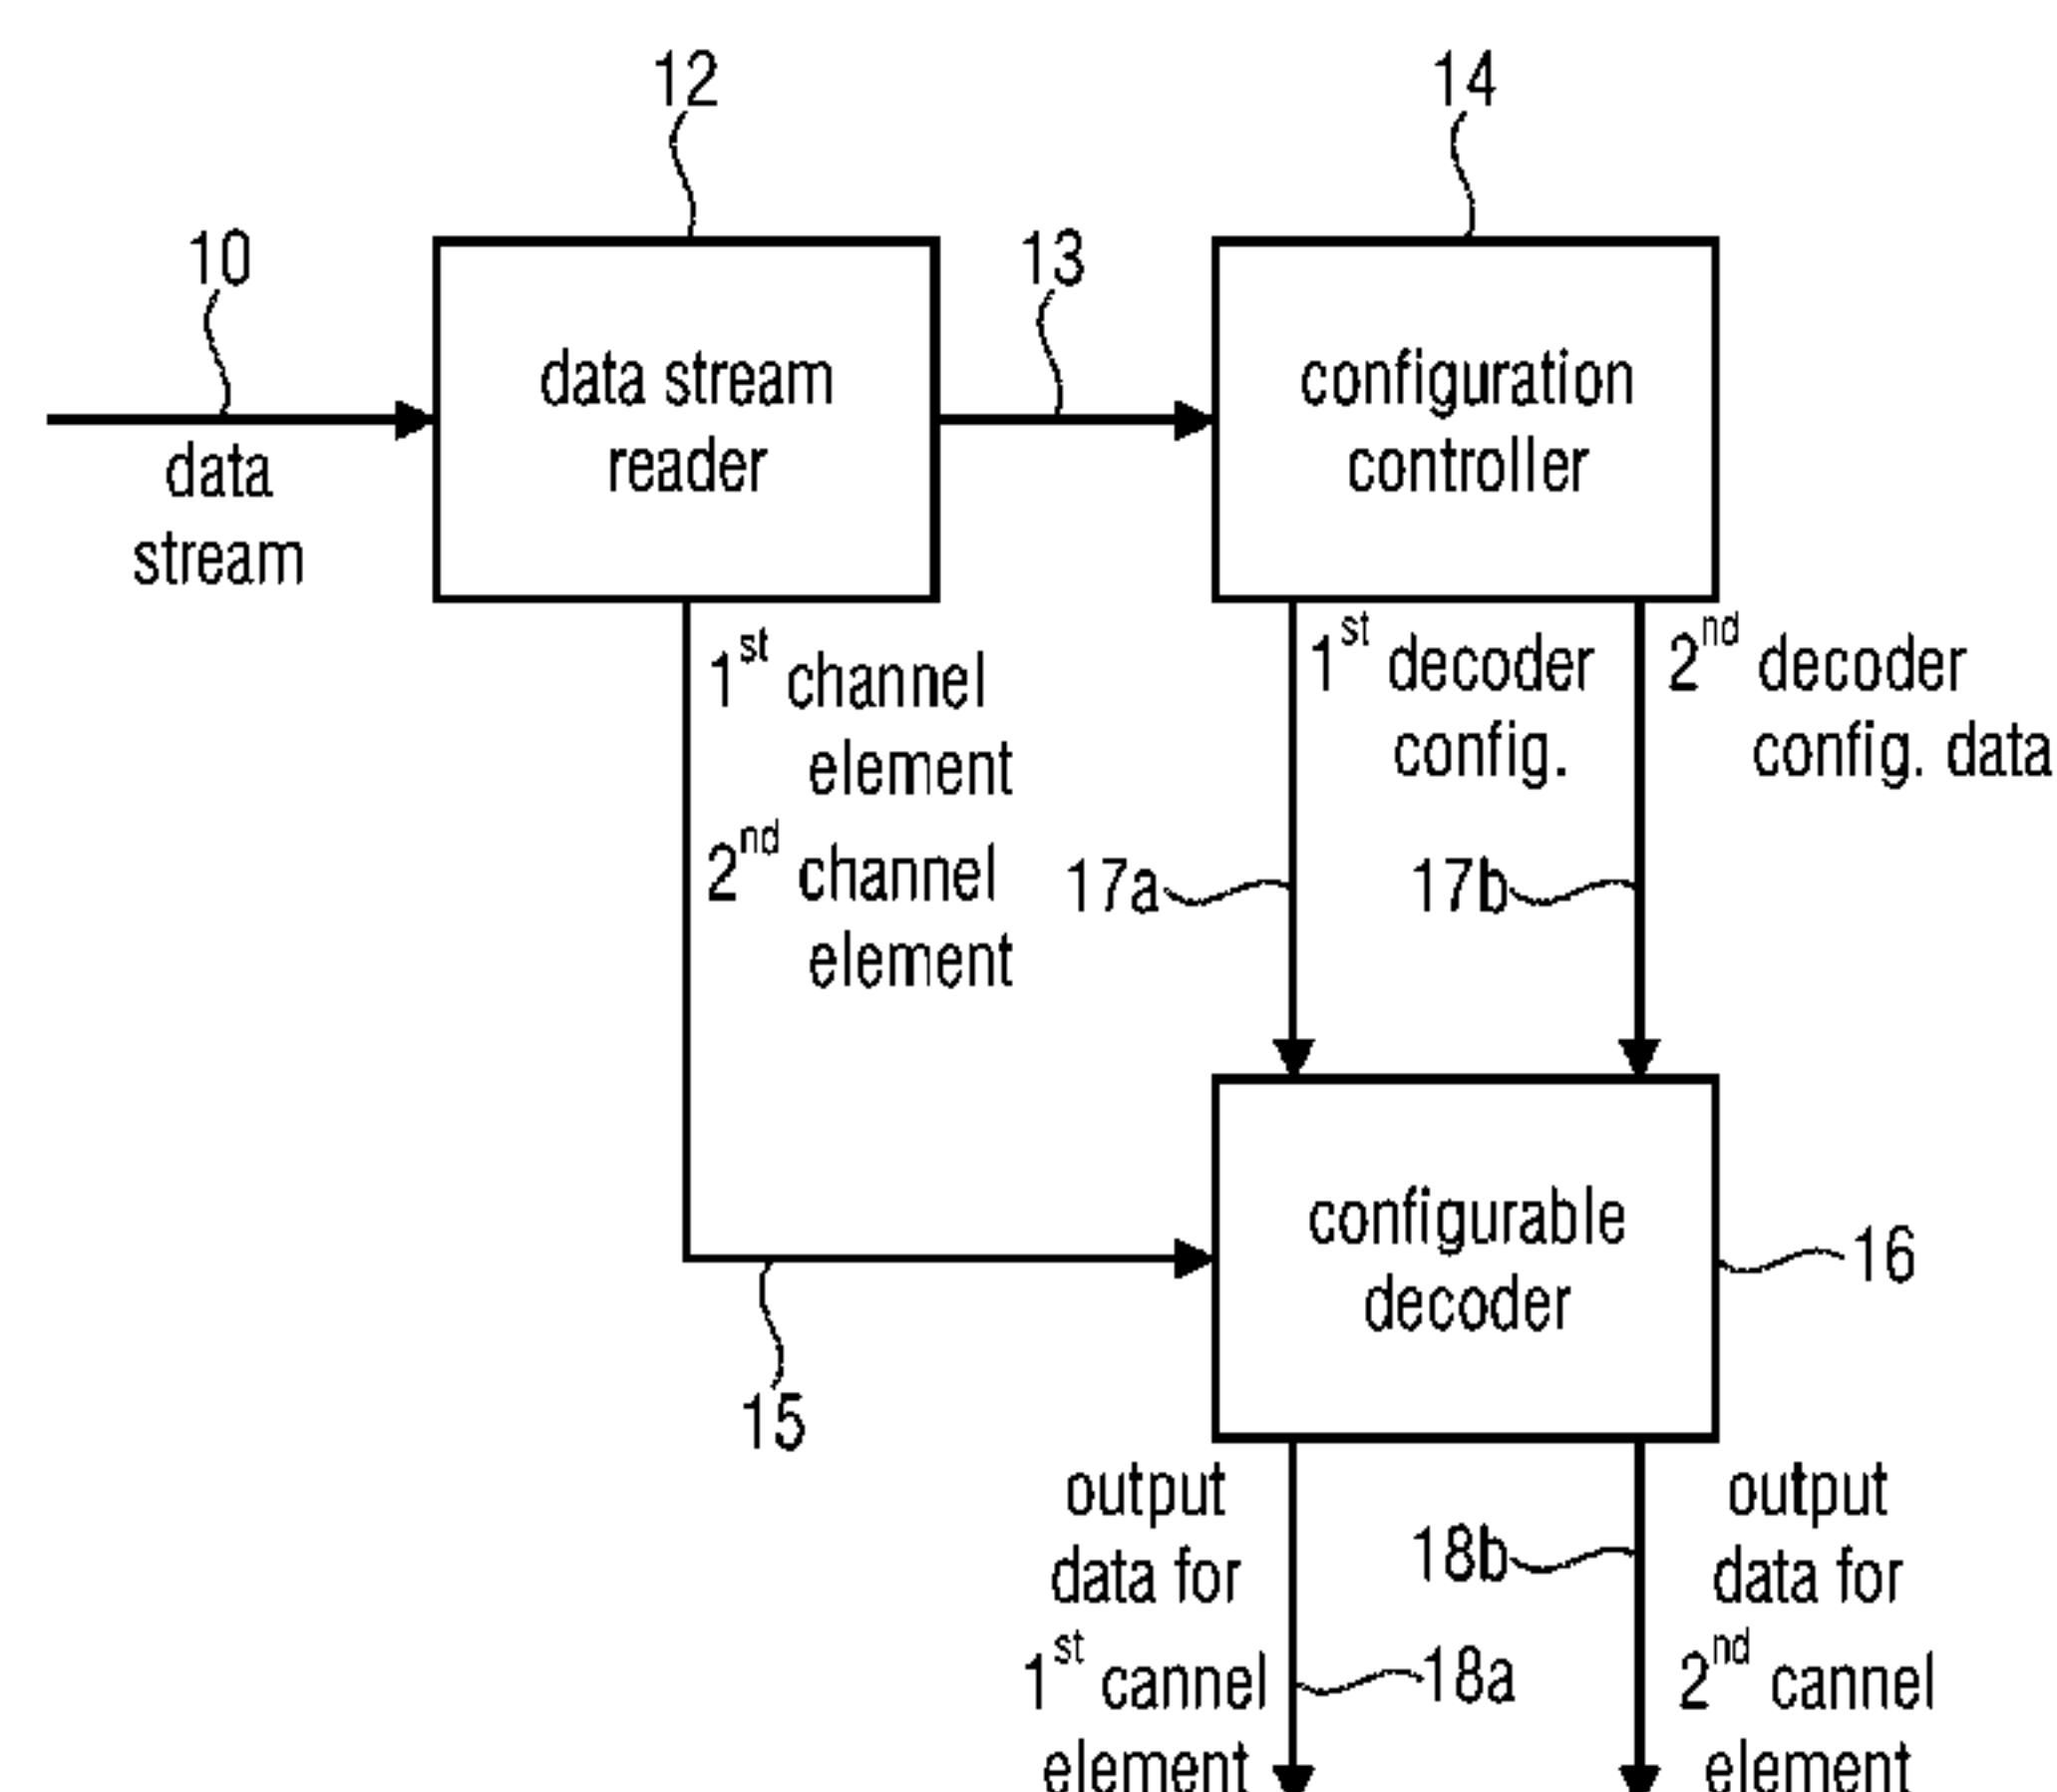 12
14
10
13
data stream
reader
configuration
controller
data
stream
1st channel
element
2nd channel
element
1st decoder
config.
2nd decoder
config. data
17a
17b
configurable
decoder
16
15
output
data for
1st cannel
element
18b
18a
output
data for
2nd cannel
element